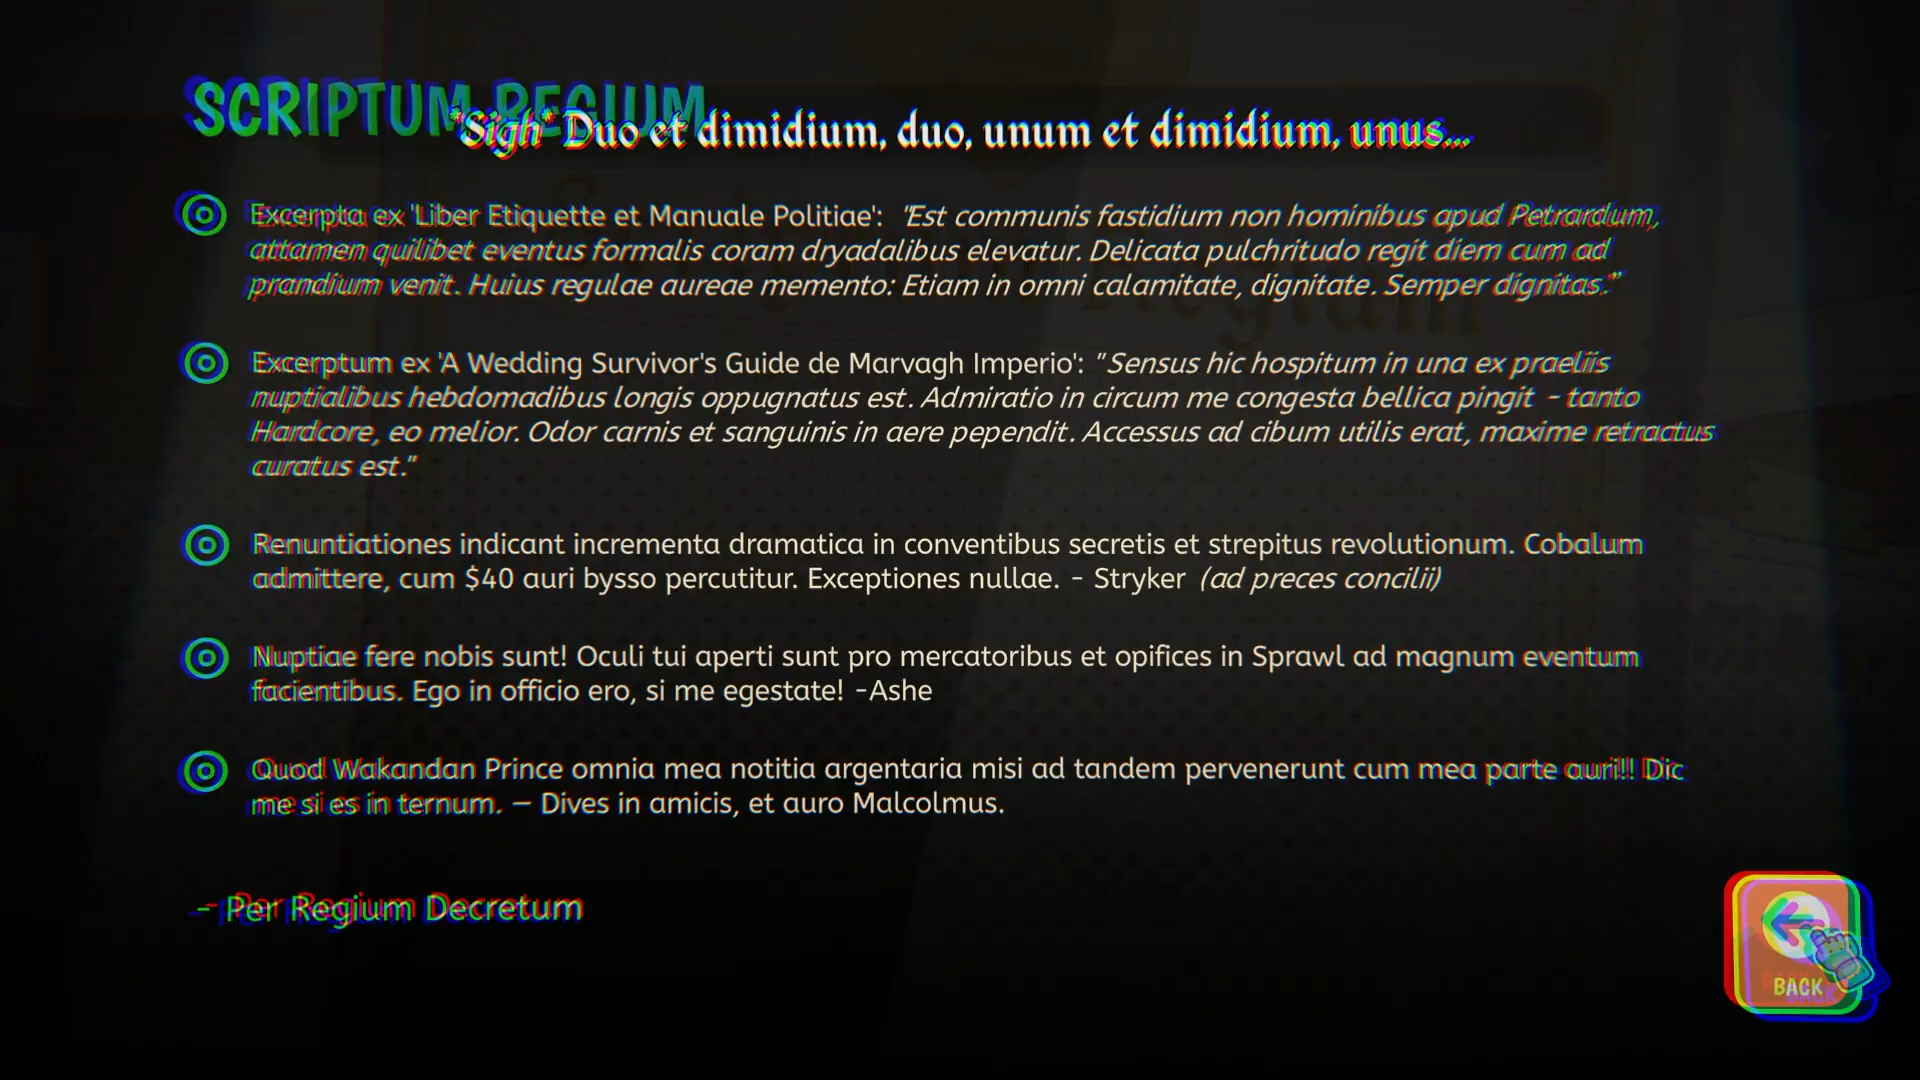 SCRIPTUM REGIUM
*Sigh* Duo et dimidium, duo, unum et dimidium, unus...
Excerpta ex 'Liber Etiquette et Manuale Politiae': "Est communis fastidium non hominibus apud Petrardum,
attamen quilibet eventus formalis coram dryadalibus elevatur. Delicata pulchritudo regit diem cum ad
prandium venit. Huius regulae aureae memento: Etiam in omni calamitate, dignitate. Semper dignitas."
Excerptum ex 'A Wedding Survivor's Guide de Marvagh Imperio': "Sensus hic hospitum in una ex praeliis
nuptialibus hebdomadibus longis oppugnatus est. Admiratio in circum me congesta bellica pingit - tanto
Hardcore, eo melior. Odor carnis et sanguinis in aere pependit. Accessus ad cibum utilis erat, maxime retractus
curatus est."
Renuntiationes indicant incrementa dramatica in conventibus secretis et strepitus revolutionum. Cobalum
admittere, cum $40 auri bysso percutitur. Exceptiones nullae. - Stryker (ad preces concilii)
Nuptiae fere nobis sunt! Oculi tui aperti sunt pro mercatoribus et opifices in Sprawl ad magnum eventum
facientibus. Ego in officio ero, si me egestate! -Ashe
Quod Wakandan Prince omnia mea notitia argentaria misi ad tandem pervenerunt cum mea parte auri!! Dic
me si es in ternum. — Dives in amicis, et auro Malcolmus.
- Per Regium Decretum
BACK